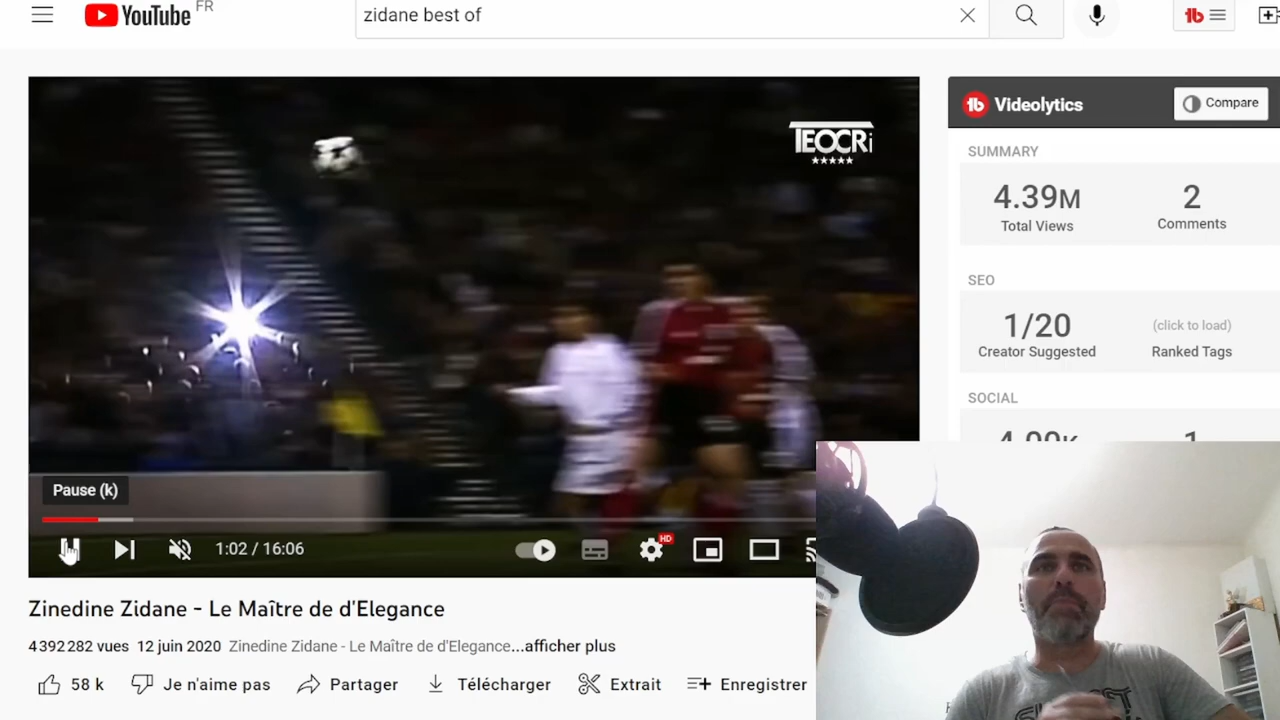 YouTube FR
zidane best of
TEOCRi
Videolytics
Compare
SUMMARY
4.39M
2
Total Views
Comments
SEO
1/20
(click to load)
Creator Suggested
Ranked Tags
SOCIAL
Pause (k)
1:02 / 16:06
HD
Zinedine Zidane - Le Maître de d'Elegance
4 392 282 vues 12 juin 2020 Zinedine Zidane - Le Maître de d'Elegance...afficher plus
58 k
Je n'aime pas
Partager
Télécharger
Extrait
Enregistrer